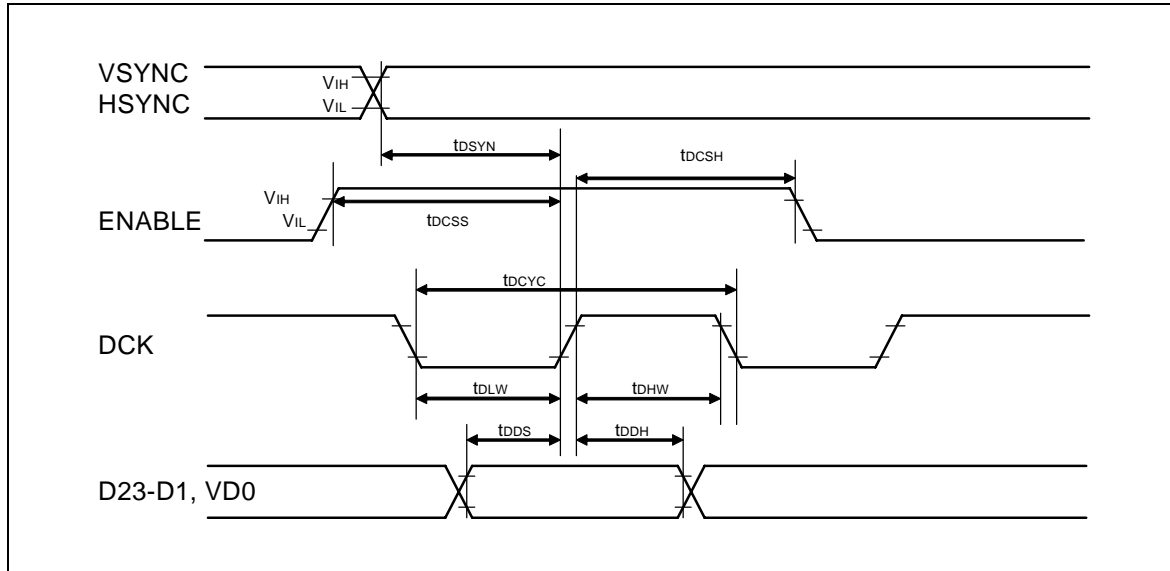 VSYNC
HSYNC
VIH
VIL
tDSYN
tDCSH
ENABLE
VIH
VIL
tDCSS
tDCYC
DCK
tDLW
tDHW
tDDS
tDDH
D23-D1, VD0